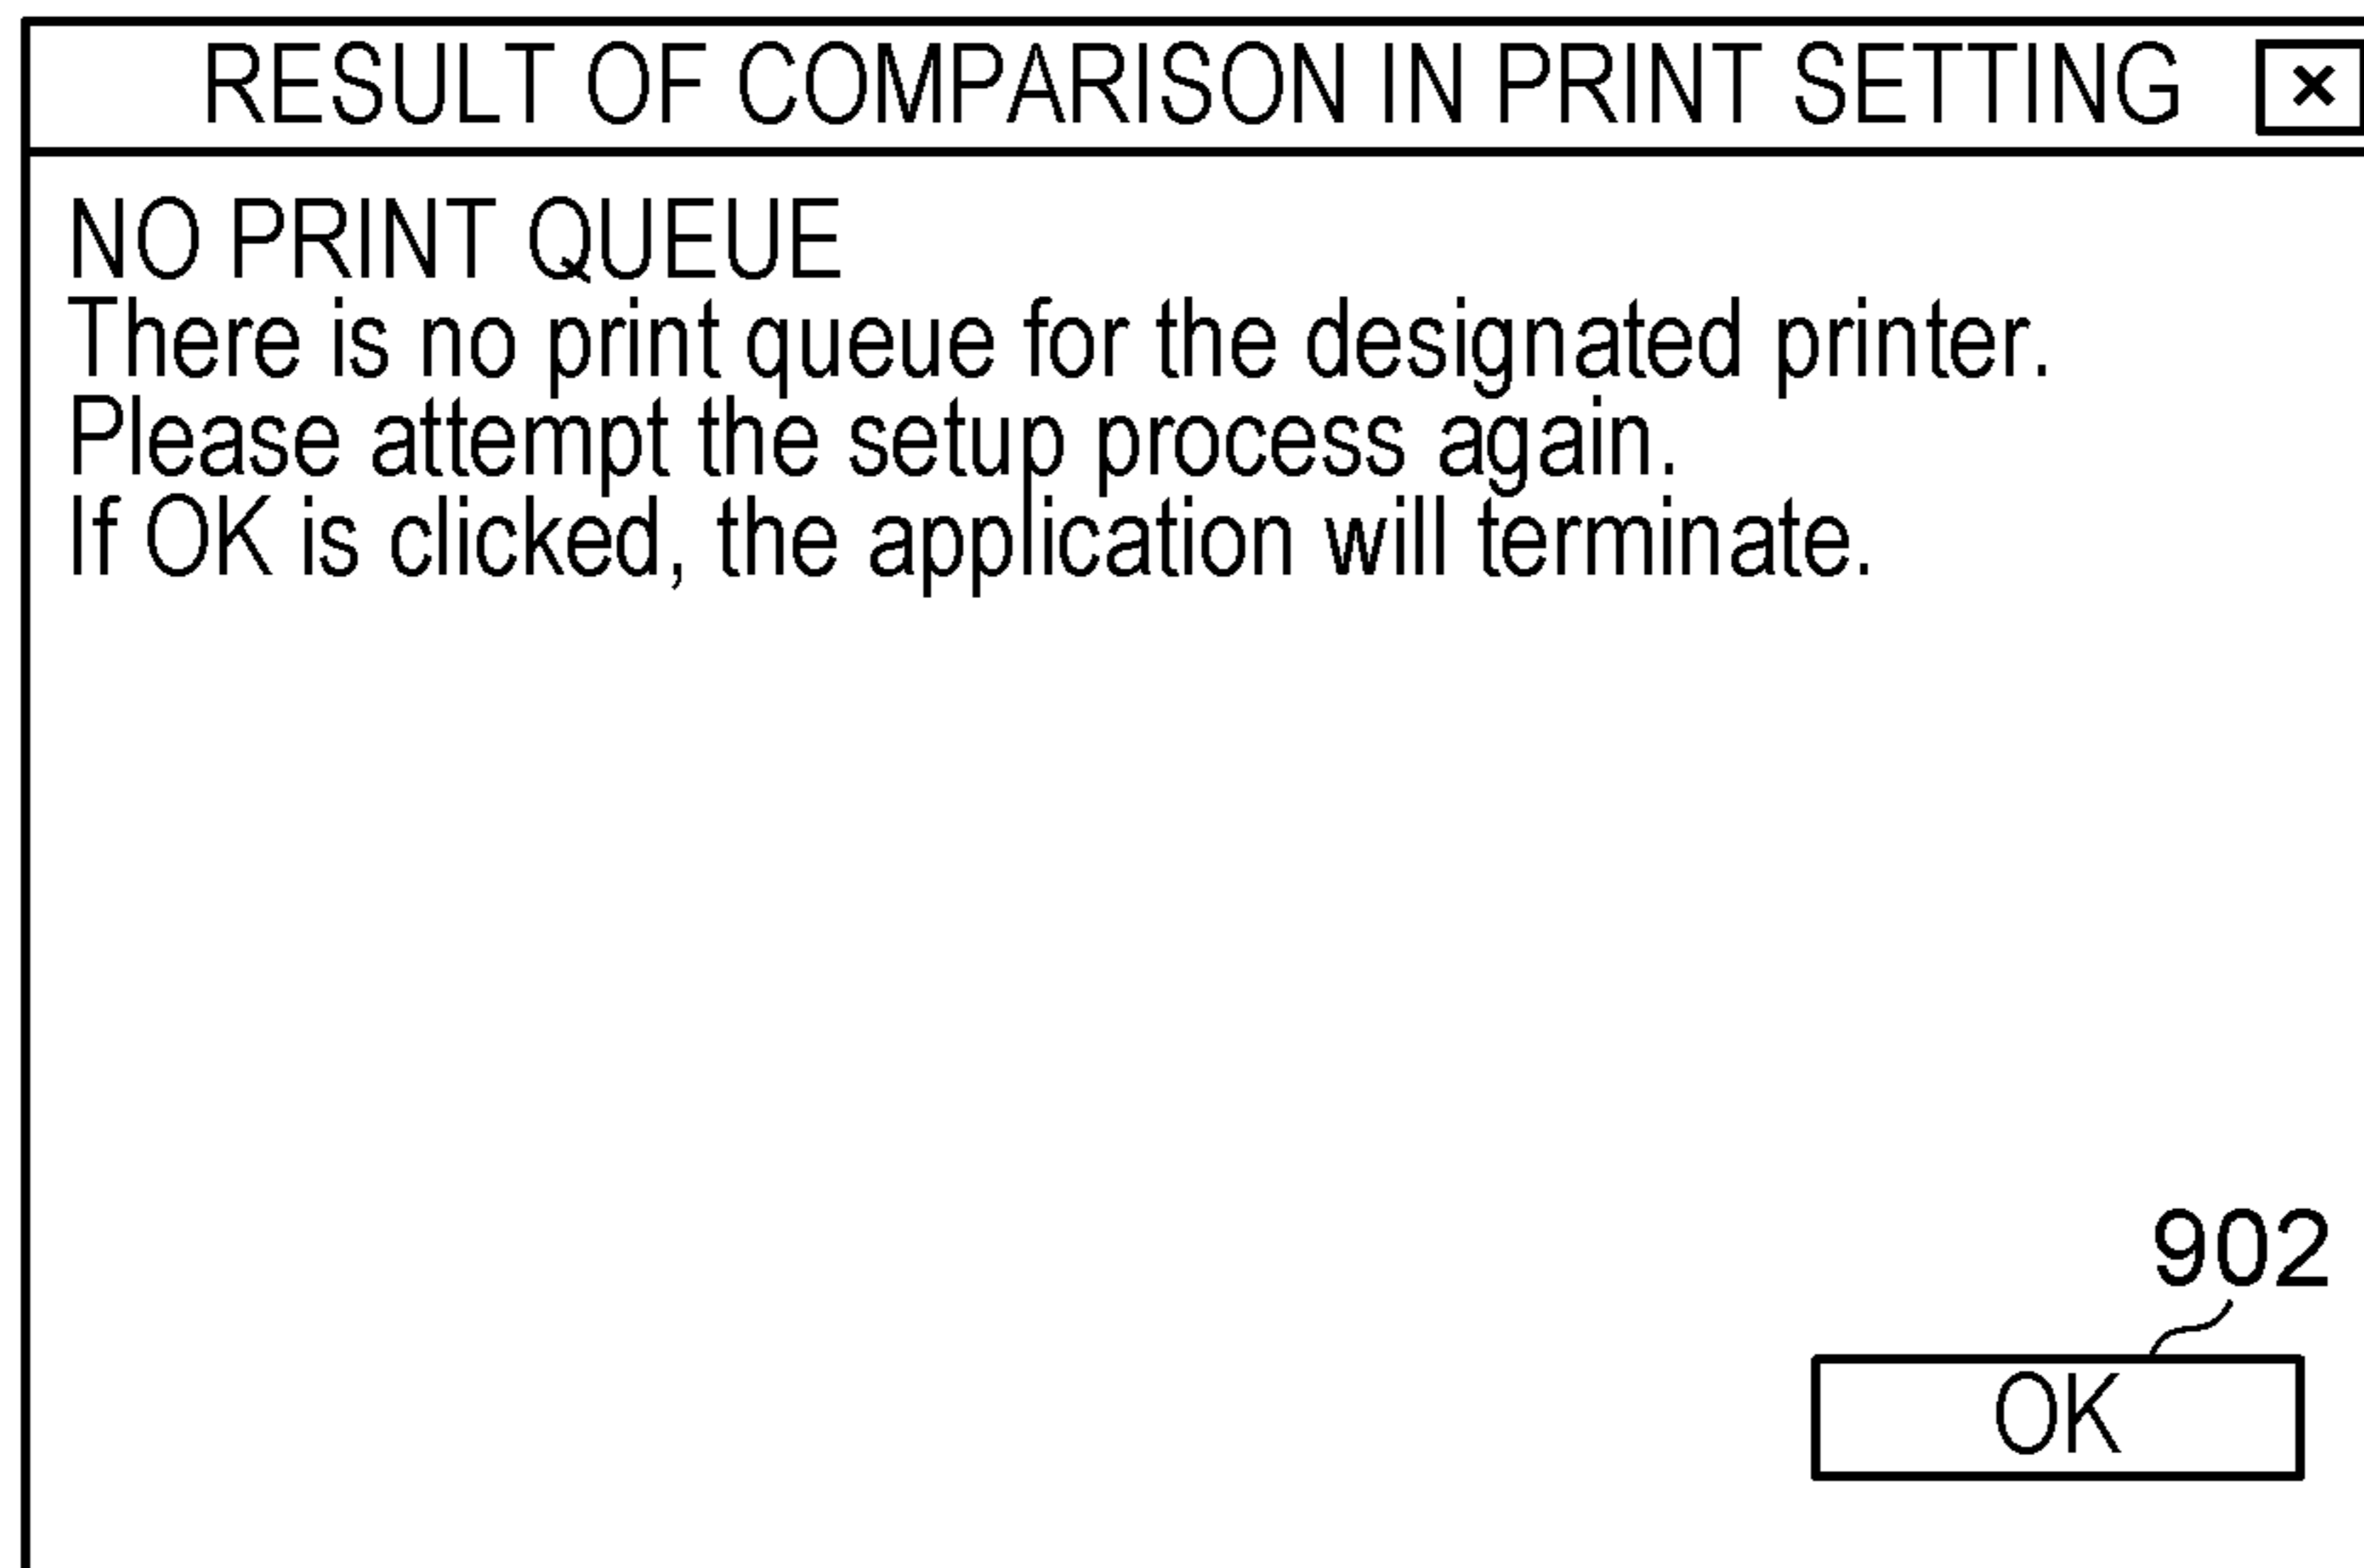 RESULT OF COMPARISON IN PRINT SETTING ×
NO PRINT QUEUE
There is no print queue for the designated printer.
Please attempt the setup process again.
If OK is clicked, the application will terminate.
902
OK